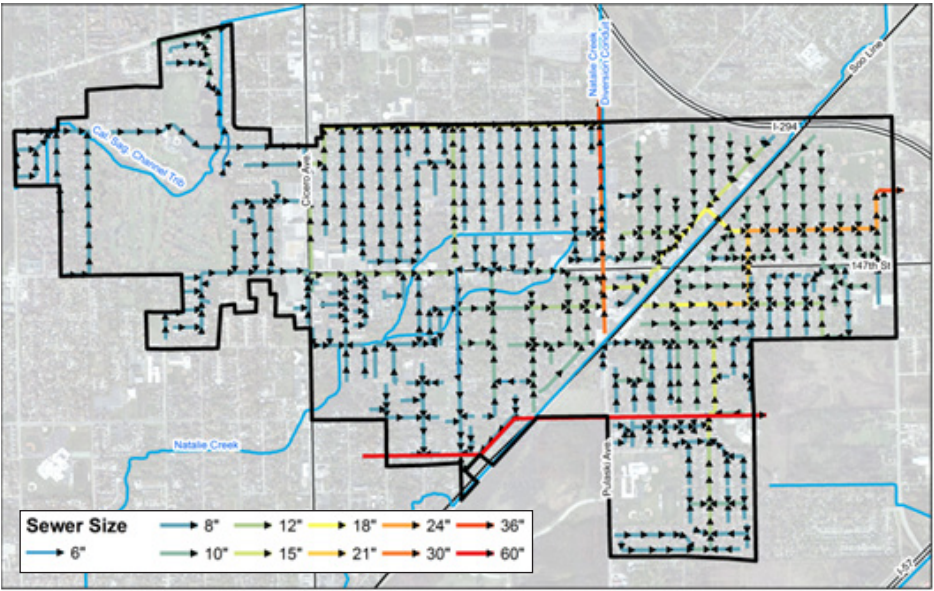 Natalie Creek
Diversion Conduit
Soo Line
I-294
Cal. Sag. Channel Trib
Cicero Ave
147th St
Natalie Creek
Pulaski Ave
I-57
Sewer Size
8" 12" 18" 24" 36"
6" 10" 15" 21" 30" 60"